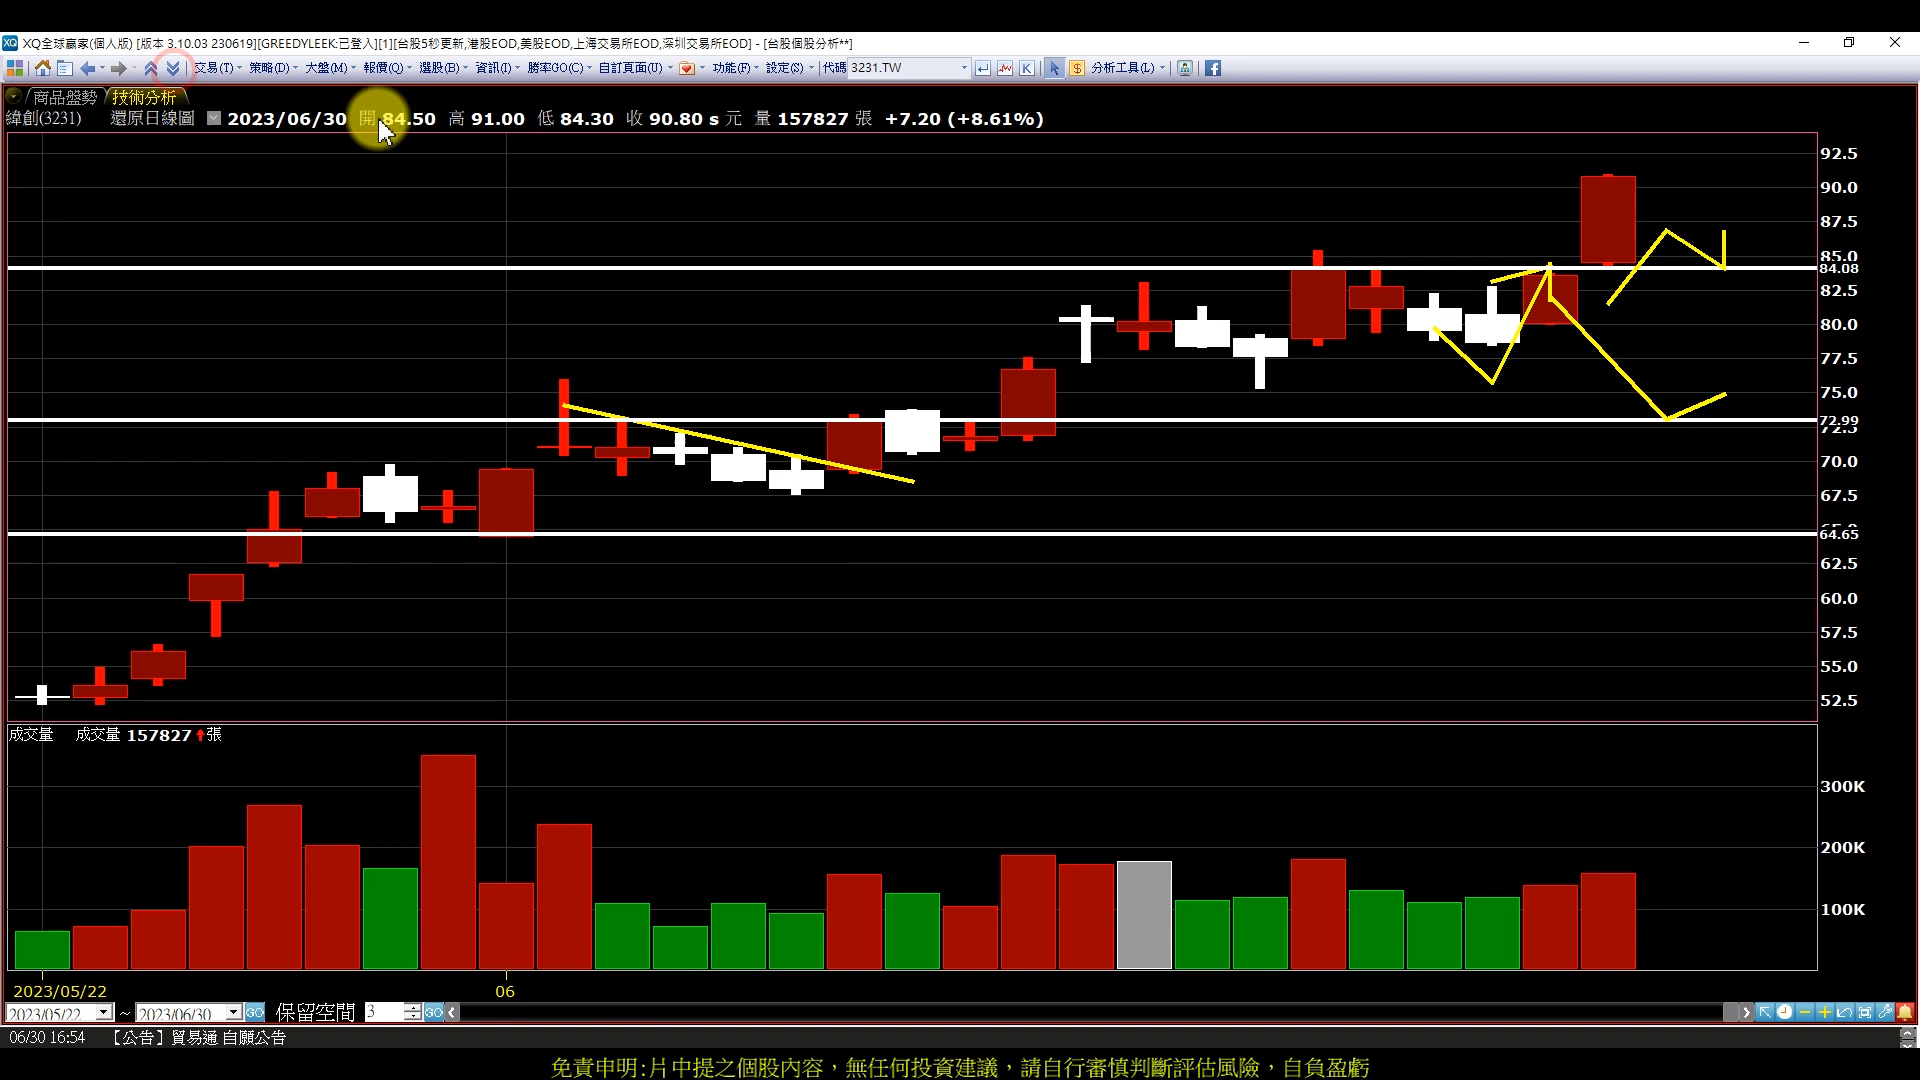 XQ全球贏家(個人版) [版本 3.10.03 230619][GREEDYLEEK:已登入][1][台股5秒更新,港股EOD,美股EOD,上海交易所EOD,深圳交易所EOD] - [台股個股分析**]
交易(T) 策略(D) 大盤(M) 報價(Q) 選股(B) 資訊(I) 勝率GO(C) 自訂頁面(U) 功能(F) 設定(S) 代碼 3231.TW K $ 分析工具(L)
商品盤勢 技術分析
緯創(3231) 還原日線圖 2023/06/30 開 84.50 高 91.00 低 84.30 收 90.80 s 元 量 157827 張 +7.20 (+8.61%)
92.5
90.0
87.5
85.0
84.08
82.5
80.0
77.5
75.0
72.99
72.5
70.0
67.5
65.0
64.65
62.5
60.0
57.5
55.0
52.5
成交量 成交量 157827 張
300K
200K
100K
2023/05/22 06
2023/05/22 ~ 2023/06/30 GO 保留空間 3 GO
06/30 16:54 【公告】貿易通 自願公告
免責申明:片中提之個股內容，無任何投資建議，請自行審慎判斷評估風險，自負盈虧